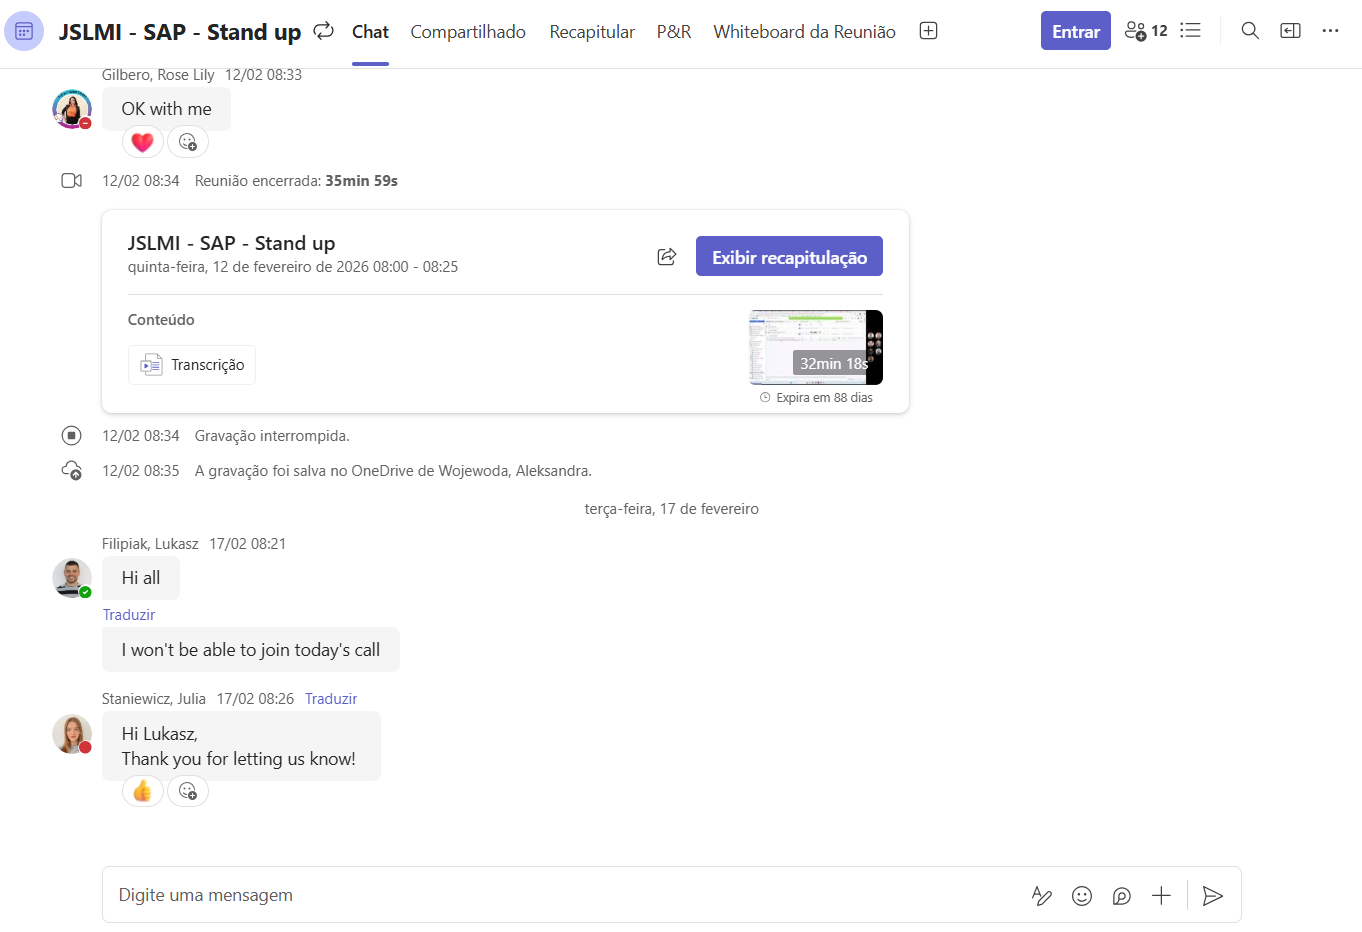 JSLMI - SAP - Stand up
Chat
Compartilhado
Recapitular
P&R
Whiteboard da Reunião
Entrar
12
Gilbero, Rose Lily 12/02 08:33
OK with me
12/02 08:34 Reunião encerrada: 35min 59s
JSLMI - SAP - Stand up
quinta-feira, 12 de fevereiro de 2026 08:00 - 08:25
Exibir recapitulação
Conteúdo
Transcrição
32min 18s
Expira em 88 dias
12/02 08:34 Gravação interrompida.
12/02 08:35 A gravação foi salva no OneDrive de Wojewoda, Aleksandra.
terça-feira, 17 de fevereiro
Filipiak, Lukasz 17/02 08:21
Hi all
Traduzir
I won't be able to join today's call
Staniewicz, Julia 17/02 08:26 Traduzir
Hi Lukasz,
Thank you for letting us know!
Digite uma mensagem